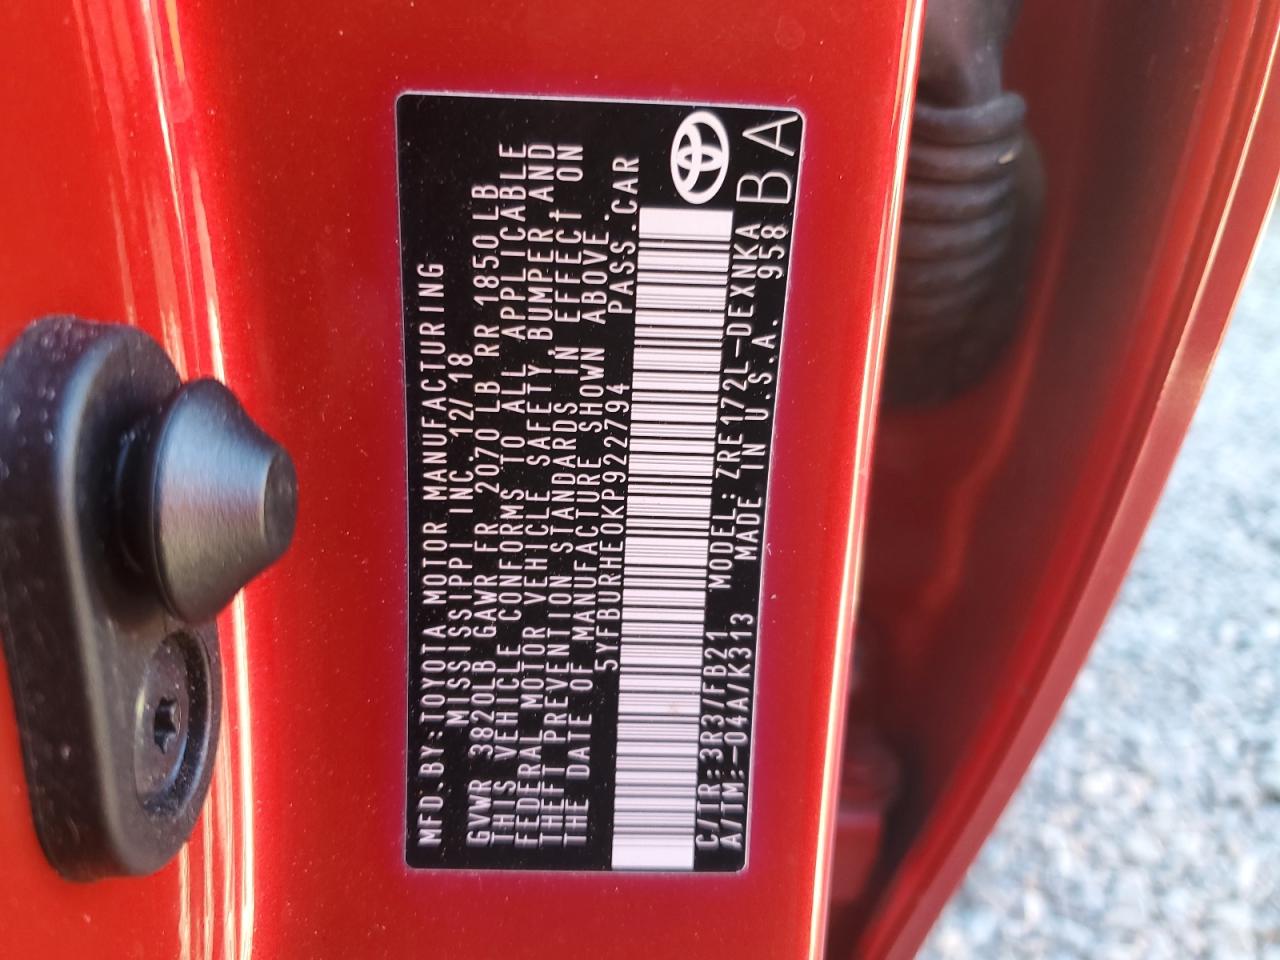 MFD.BY:TOYOTA MOTOR MANUFACTURING
MISSISSIPPI INC. 12/18
GVWR 3820LB GAWR FR 2070 LB RR 1850 LB
THIS VEHICLE CONFORMS TO ALL APPLICABLE
FEDERAL MOTOR VEHICLE SAFETY, BUMPER, AND
THEFT PREVENTION STANDARDS IN EFFECT ON
THE DATE OF MANUFACTURE SHOWN ABOVE.
5YFBURHE0KP922794 PASS.CAR
C/TR:3R3/FB21 MODEL:ZRE172L-DEXNKA
A/TM:-04A/K313 MADE IN U.S.A. 958
BA